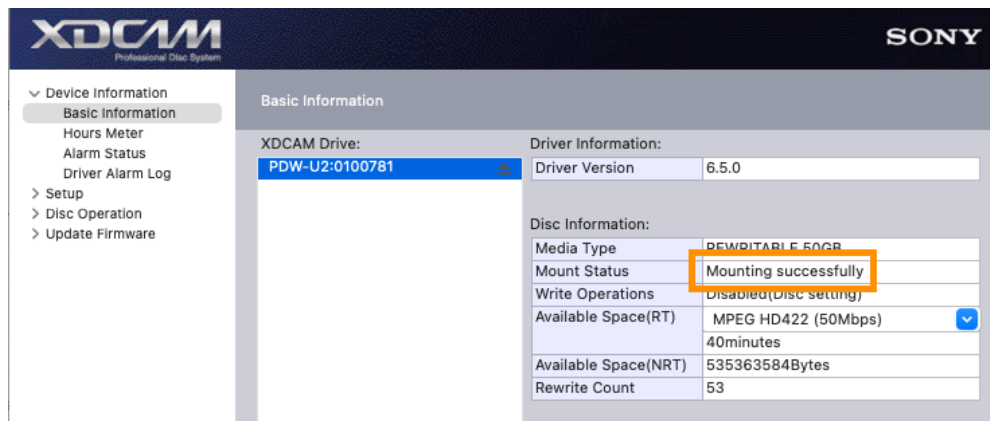 XDCAM
Professional Disc System
SONY
Device Information
Basic Information
Hours Meter
Alarm Status
Driver Alarm Log
Setup
Disc Operation
Update Firmware
Basic Information
XDCAM Drive:
PDW-U2:0100781
Driver Information:
Driver Version 6.5.0
Disc Information:
Media Type REWRITABLE 50GB
Mount Status Mounting successfully
Write Operations Disabled(Disc setting)
Available Space(RT) MPEG HD422 (50Mbps)
40minutes
Available Space(NRT) 535363584Bytes
Rewrite Count 53